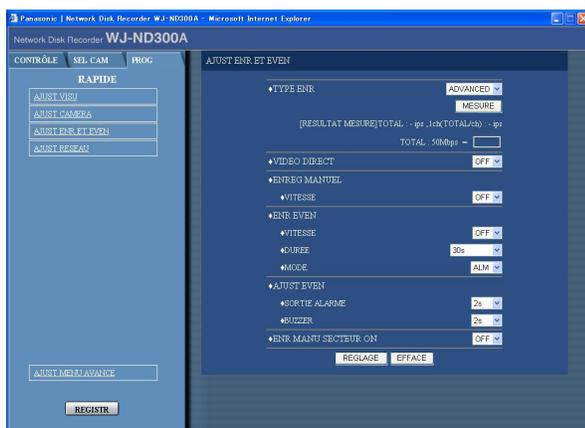 Panasonic | Network Disk Recorder WJ-ND300A - Microsoft Internet Explorer
Network Disk Recorder WJ-ND300A
CONTRÔLE SEL CAM PROG
RAPIDE
AJUST VISU
AJUST CAMERA
AJUST ENR ET EVEN
AJUST RESEAU
AJUST MENU AVANCE
REGISTR
AJUST ENR ET EVEN
♦TYPE ENR ADVANCED
MESURE
[RESULTAT MESURE]TOTAL : - ips ,1ch(TOTAL/ch) : - ips
TOTAL : 50Mbps =
♦VIDEO DIRECT OFF
♦ENREG MANUEL
♦VITESSE OFF
♦ENR EVEN
♦VITESSE OFF
♦DUREE 30s
♦MODE ALM
♦AJUST EVEN
♦SORTIE ALARME 2s
♦BUZZER 2s
♦ENR MANU SECTEUR ON OFF
REGLAGE EFFACE